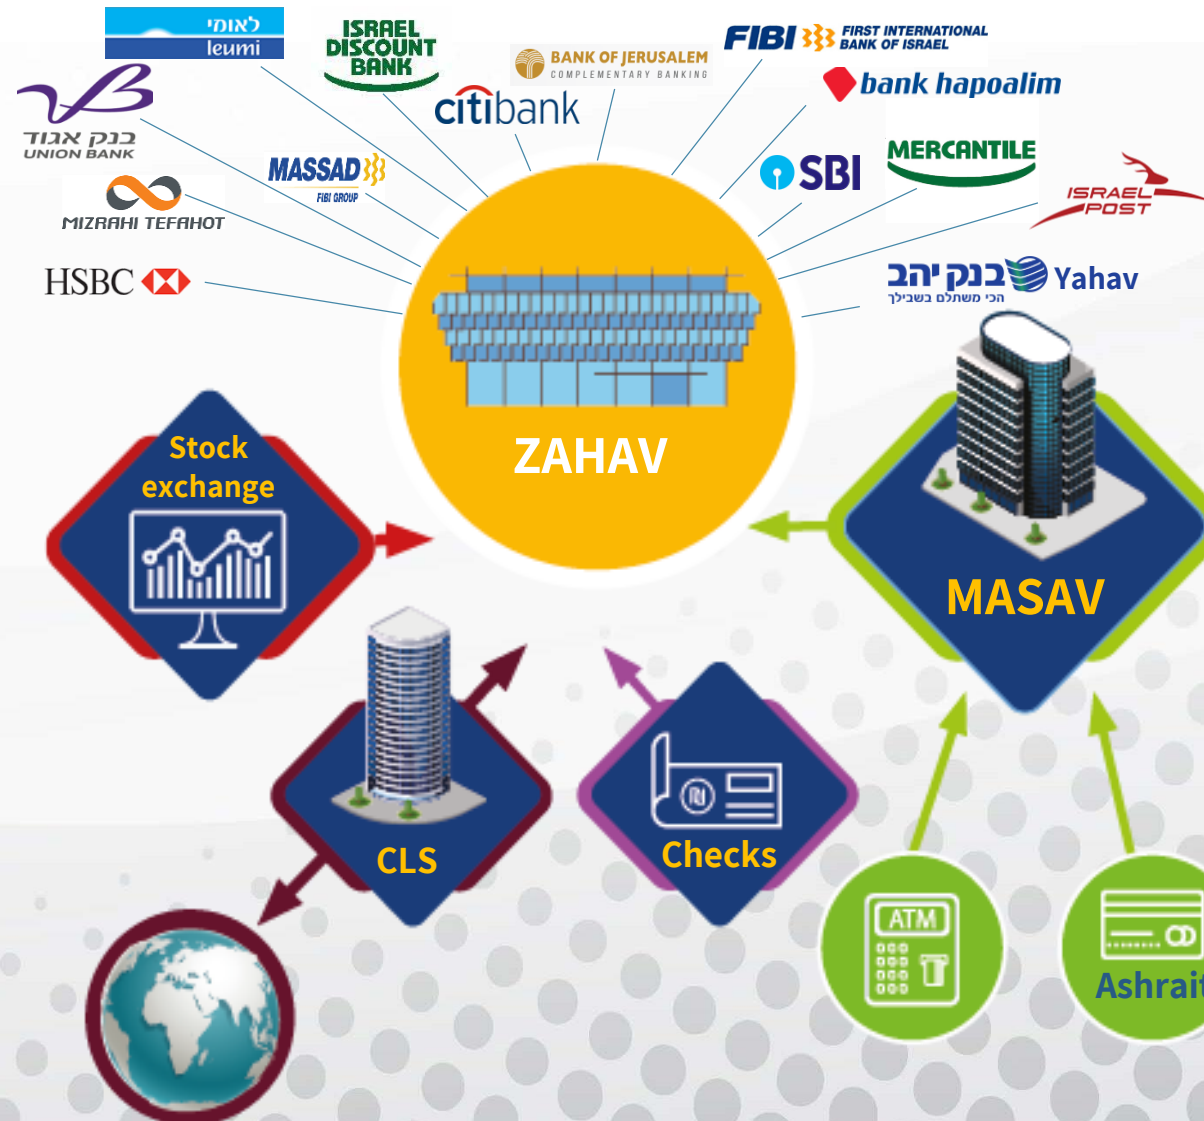 לאומי
leumi
ISRAEL
DISCOUNT
BANK
BANK OF JERUSALEM
COMPLEMENTARY BANKING
FIBI FIRST INTERNATIONAL
BANK OF ISRAEL
bank hapoalim
citibank
בנק אגוד
UNION BANK
MASSAD
FIBI GROUP
SBI
MERCANTILE
ISRAEL
POST
MIZRAHI TEFAHOT
HSBC
בנק יהב
הכי משתלם בשבילך
Yahav
ZAHAV
Stock
exchange
MASAV
CLS
Checks
₪
ATM
Ashrait